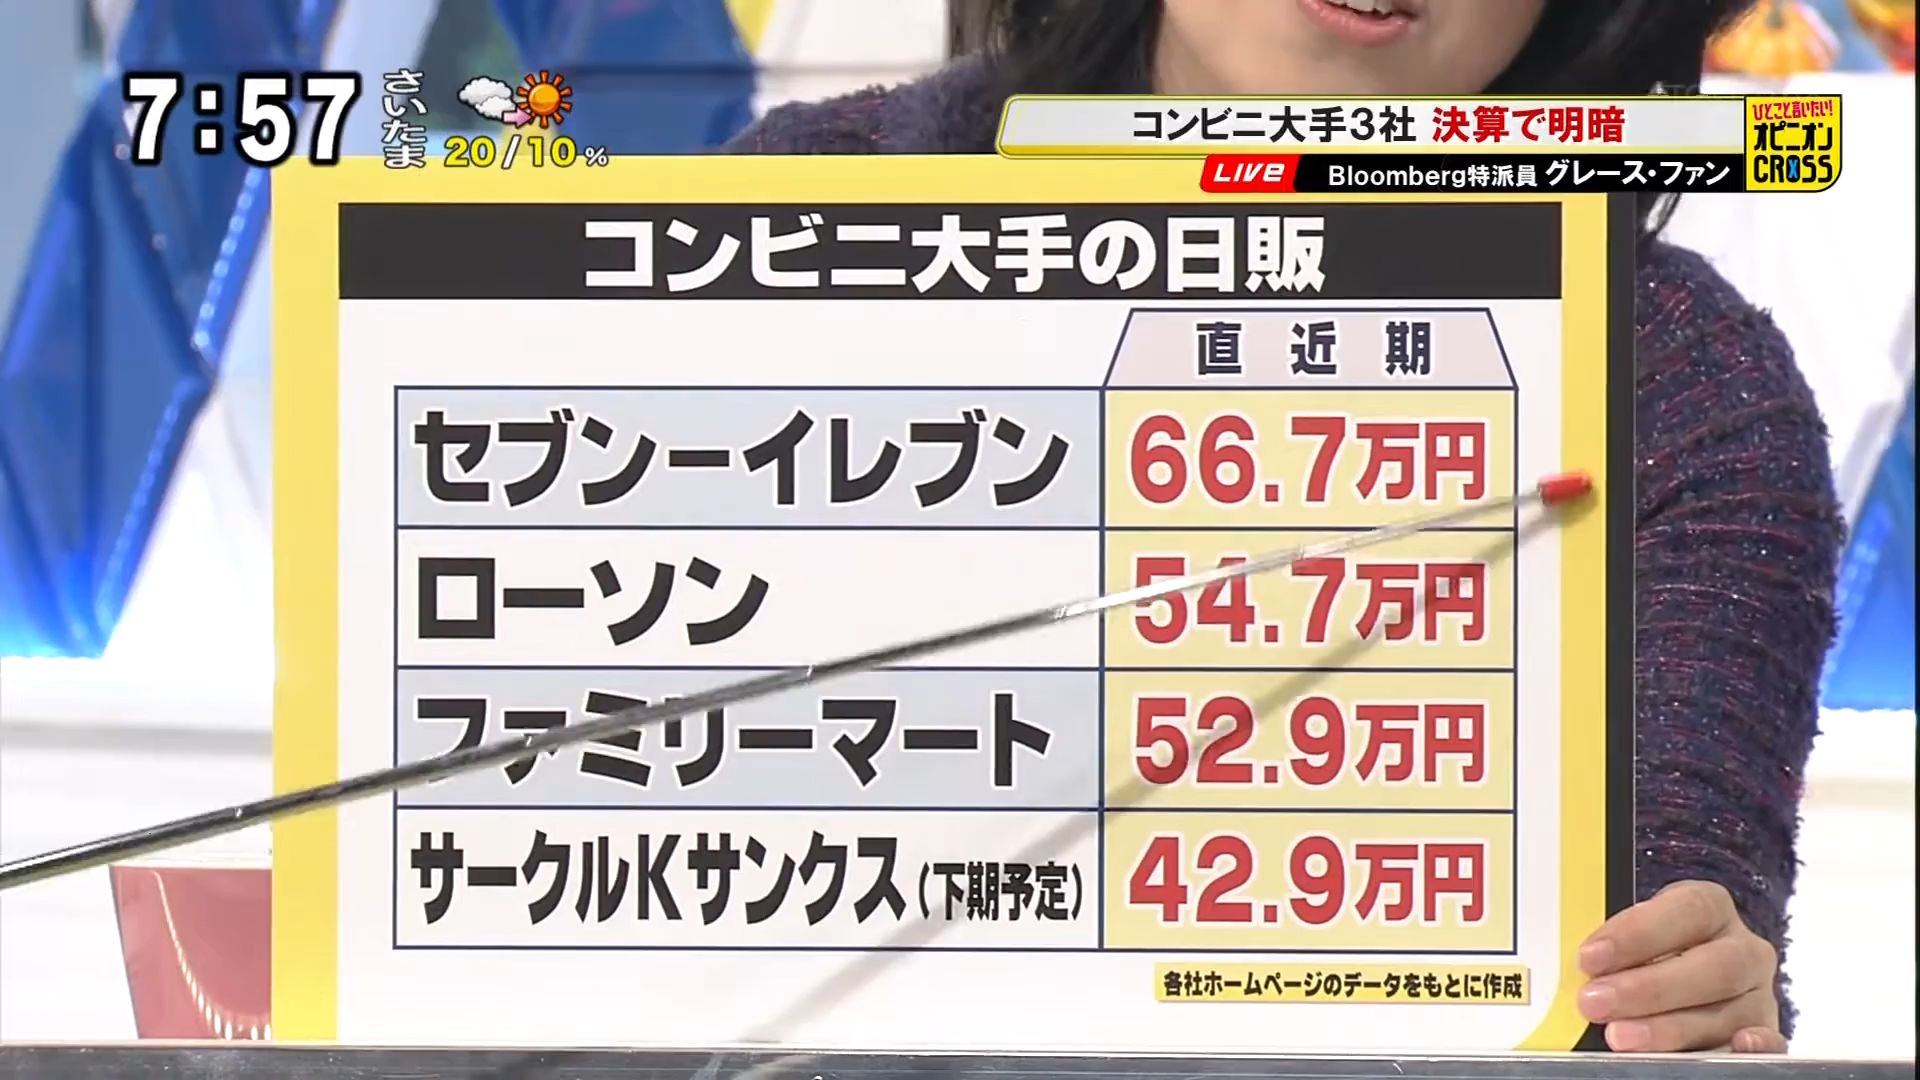 7:57
さいたま
20/10%
コンビニ大手3社 決算で明暗
LIVE Bloomberg特派員 グレース・ファン
ひとこと言いたい!
オピニオン
CROSS
コンビニ大手の日販
直近期
セブン-イレブン 66.7万円
ローソン 54.7万円
ファミリーマート 52.9万円
サークルKサンクス(下期予定) 42.9万円
各社ホームページのデータをもとに作成